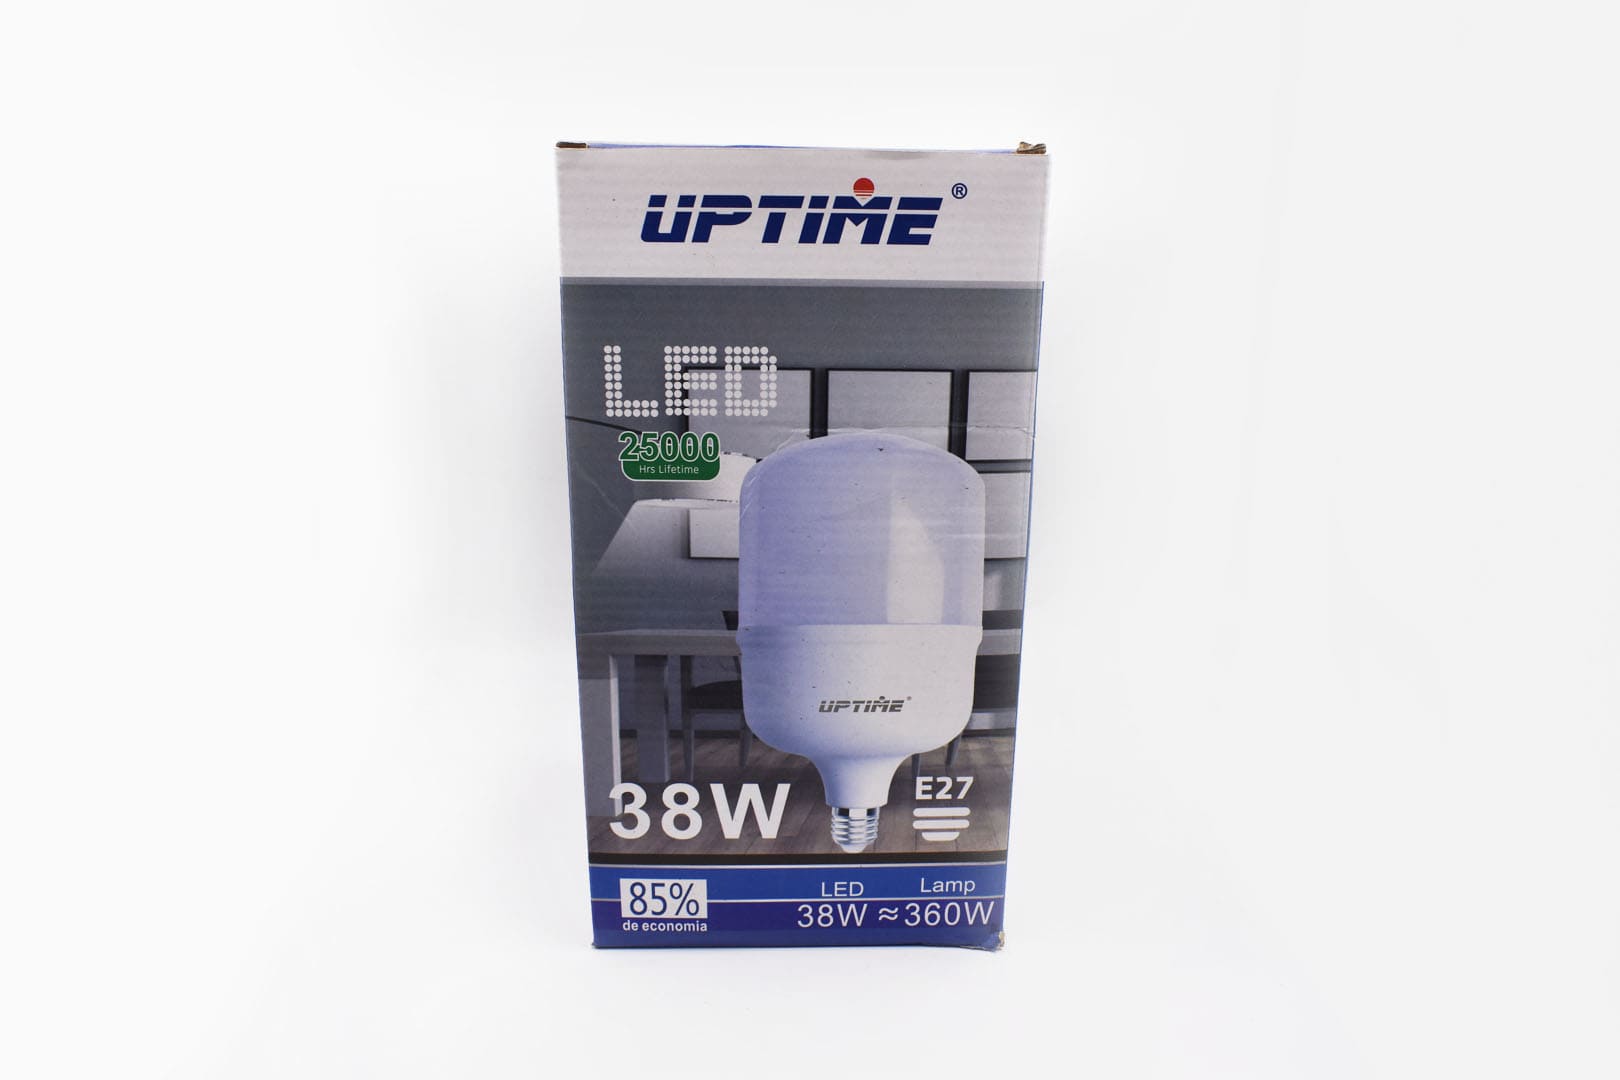 UPTIME®
LED
25000
Hrs Lifetime
UPTIME®
38W
E27
85%
de economia
LED Lamp
38W ≈ 360W